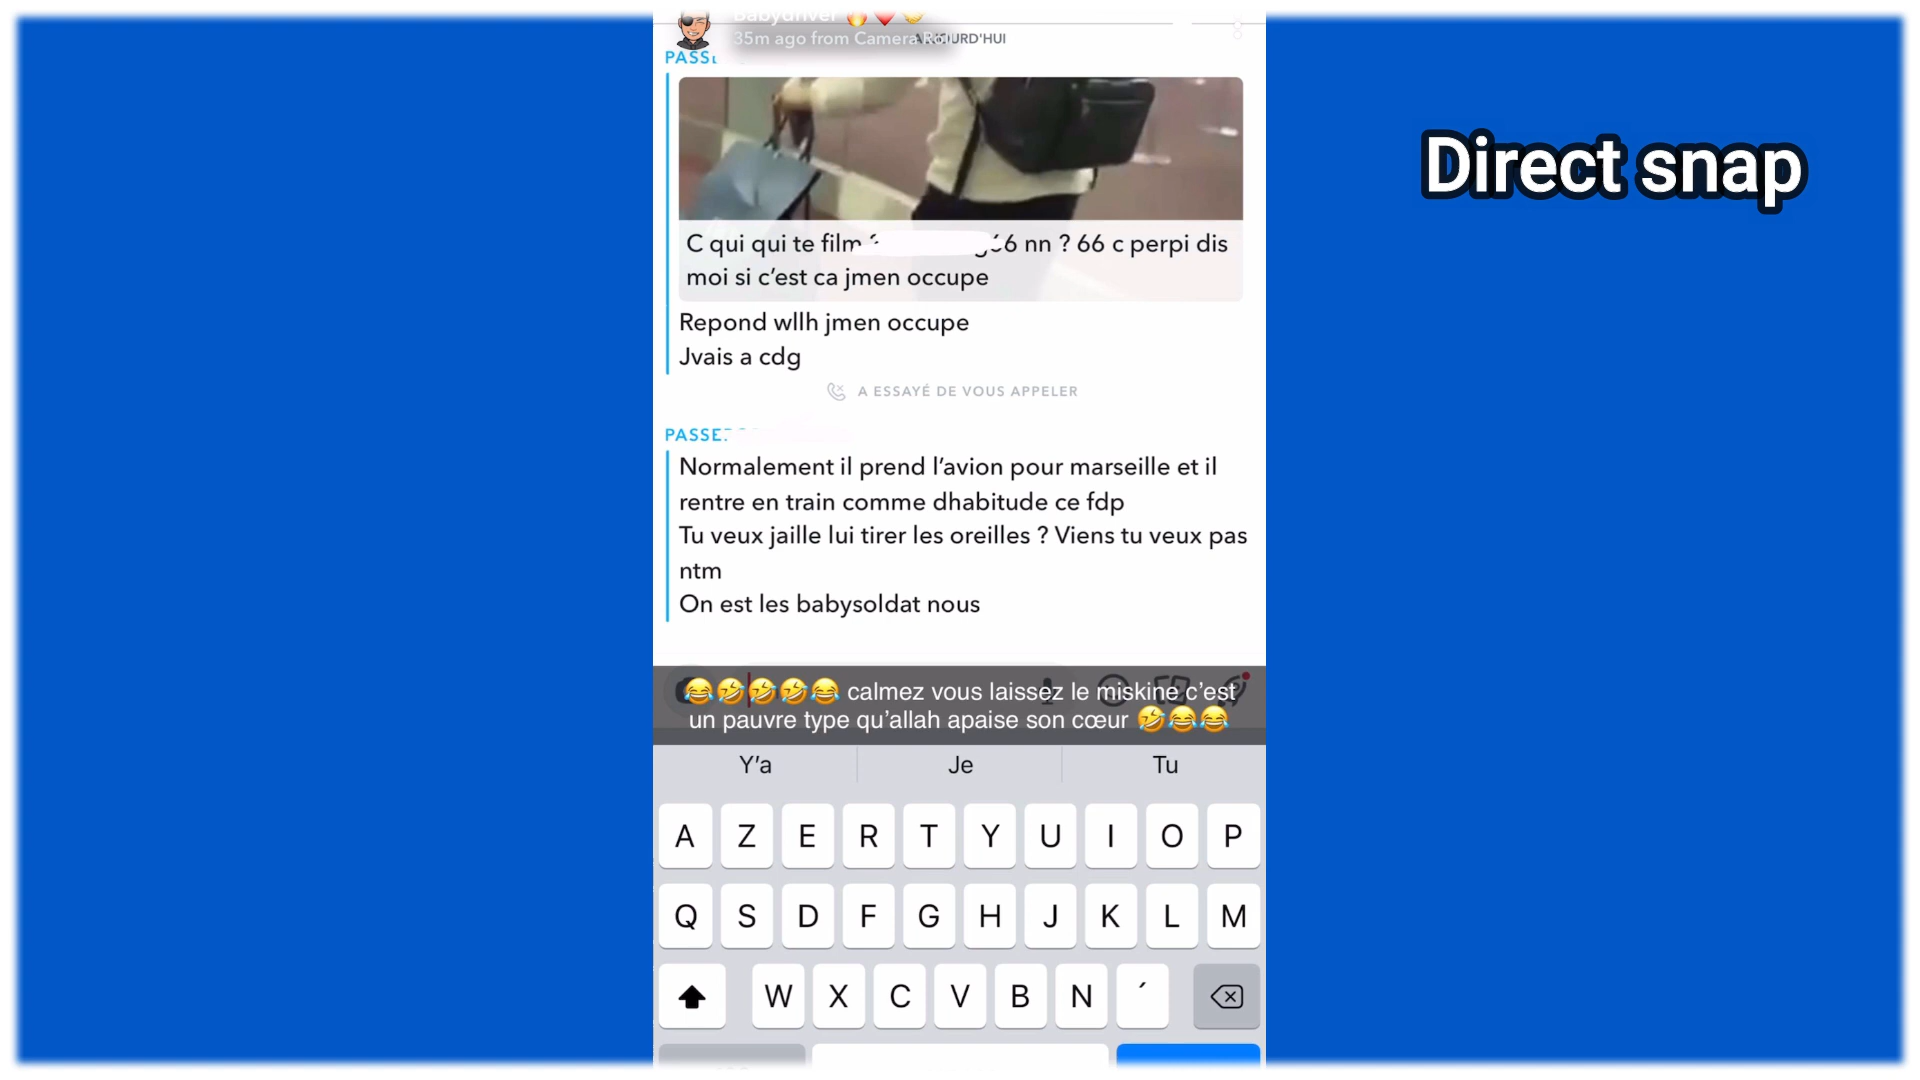 Babydriver 🔥❤️🤝
35m ago from Camera Roll
AUJOURD'HUI
Direct snap
C qui qui te film ? g66 nn ? 66 c perpi dis
moi si c’est ca jmen occupe
Repond wllh jmen occupe
Jvais a cdg
A ESSAYÉ DE VOUS APPELER
Normalement il prend l’avion pour marseille et il
rentre en train comme dhabitude ce fdp
Tu veux jaille lui tirer les oreilles ? Viens tu veux pas
ntm
On est les babysoldat nous
😂🤣🤣🤣😂 calmez vous laissez le miskine c’est
un pauvre type qu’allah apaise son cœur 🤣😂😂
Y’a Je Tu
A Z E R T Y U I O P
Q S D F G H J K L M
W X C V B N ´